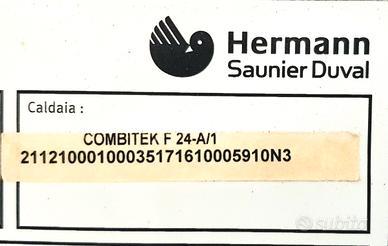 Hermann
Saunier Duval
Caldaia :
COMBITEK F 24-A/1
21121000100035171610005910N3
subito